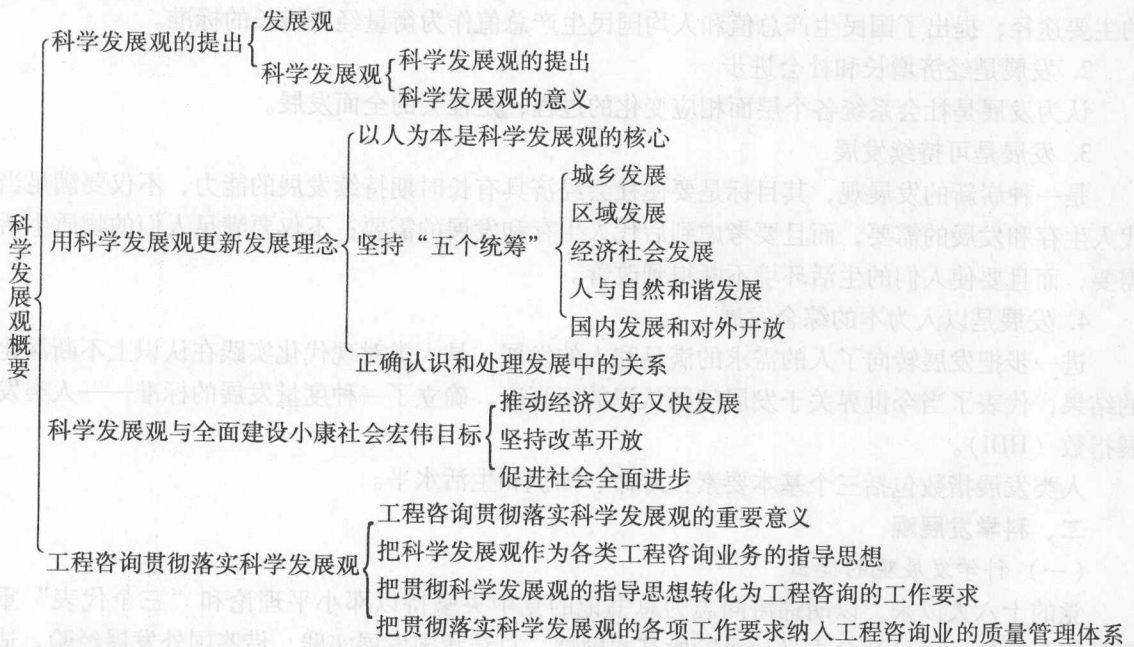 科学发展观概要
科学发展观的提出
发展观
科学发展观
科学发展观的提出
科学发展观的意义
用科学发展观更新发展理念
以人为本是科学发展观的核心
坚持“五个统筹”
城乡发展
区域发展
经济社会发展
人与自然和谐发展
国内发展和对外开放
正确认识和处理发展中的关系
科学发展观与全面建设小康社会宏伟目标
推动经济又好又快发展
坚持改革开放
促进社会全面进步
工程咨询贯彻落实科学发展观
工程咨询贯彻落实科学发展观的重要意义
把科学发展观作为各类工程咨询业务的指导思想
把贯彻科学发展观的指导思想转化为工程咨询的工作要求
把贯彻落实科学发展观的各项工作要求纳人工程咨询业的质量管理体系